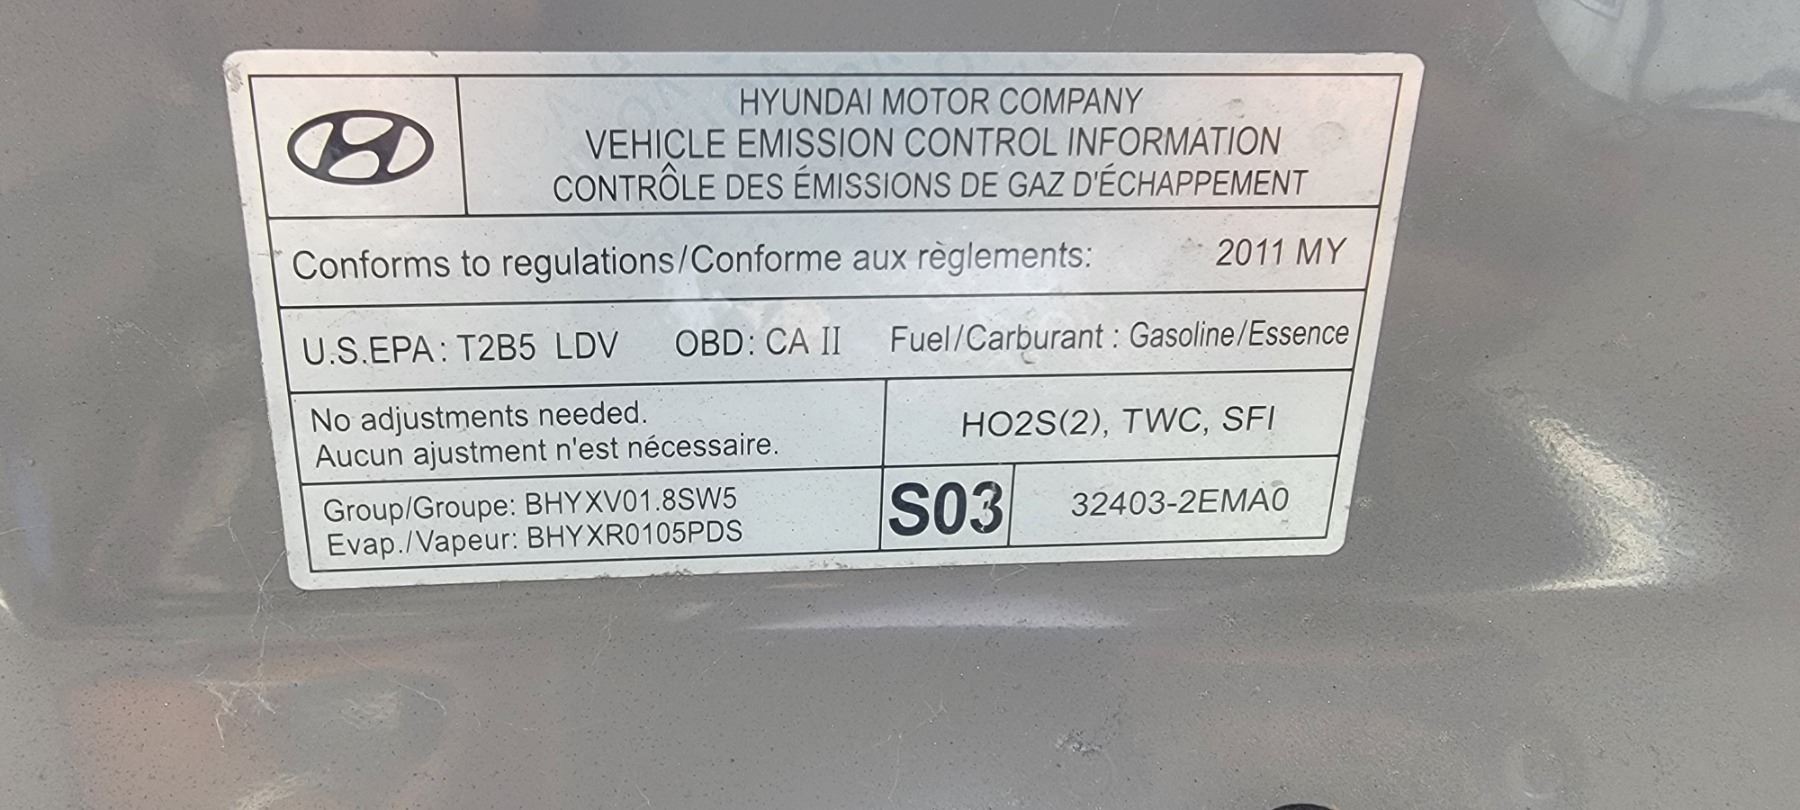 HYUNDAI MOTOR COMPANY
VEHICLE EMISSION CONTROL INFORMATION
CONTRÔLE DES ÉMISSIONS DE GAZ D'ÉCHAPPEMENT
Conforms to regulations/Conforme aux règlements: 2011 MY
U.S.EPA: T2B5 LDV OBD: CA II Fuel/Carburant : Gasoline/Essence
No adjustments needed.
Aucun ajustment n'est nécessaire.
HO2S(2), TWC, SFI
Group/Groupe: BHYXV01.8SW5
Evap./Vapeur: BHYXR0105PDS
S03
32403-2EMA0